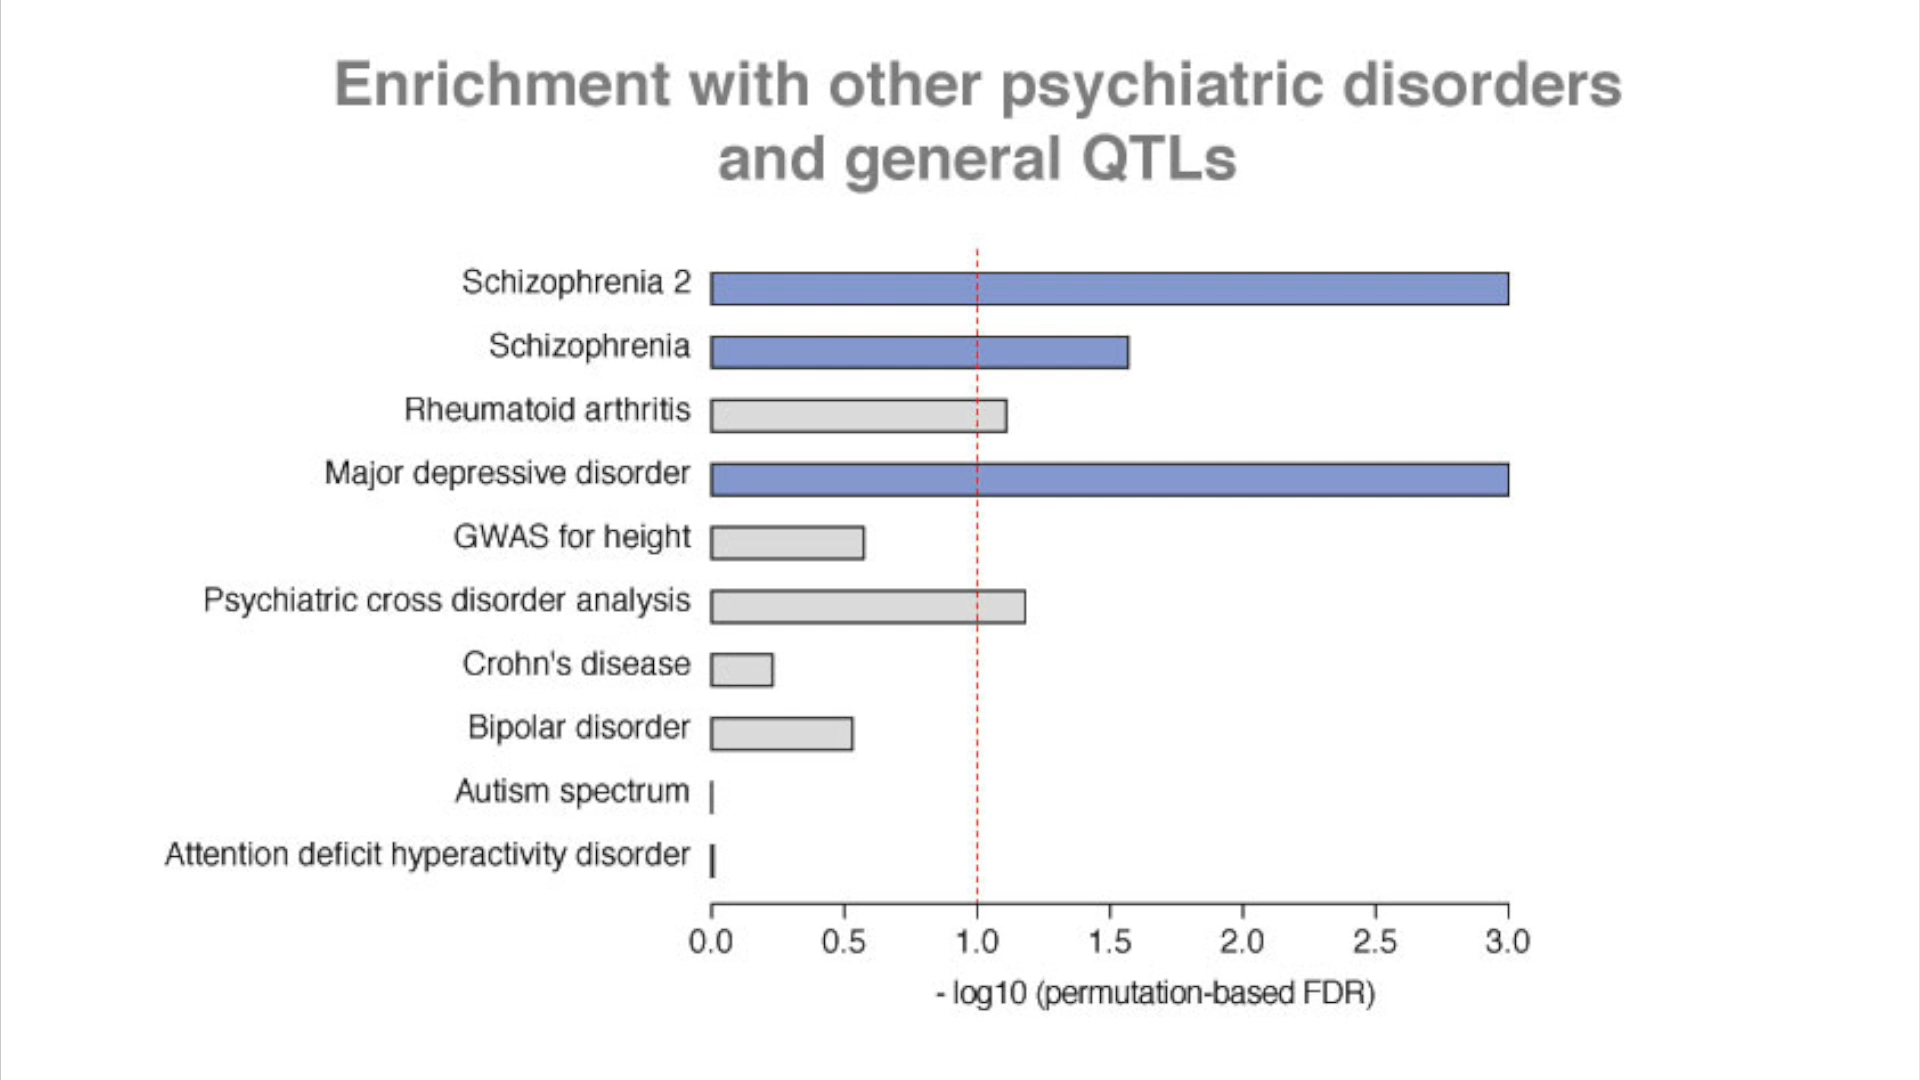 Enrichment with other psychiatric disorders
and general QTLs
Schizophrenia 2
Schizophrenia
Rheumatoid arthritis
Major depressive disorder
GWAS for height
Psychiatric cross disorder analysis
Crohn's disease
Bipolar disorder
Autism spectrum
Attention deficit hyperactivity disorder
0.0 0.5 1.0 1.5 2.0 2.5 3.0
- log10 (permutation-based FDR)